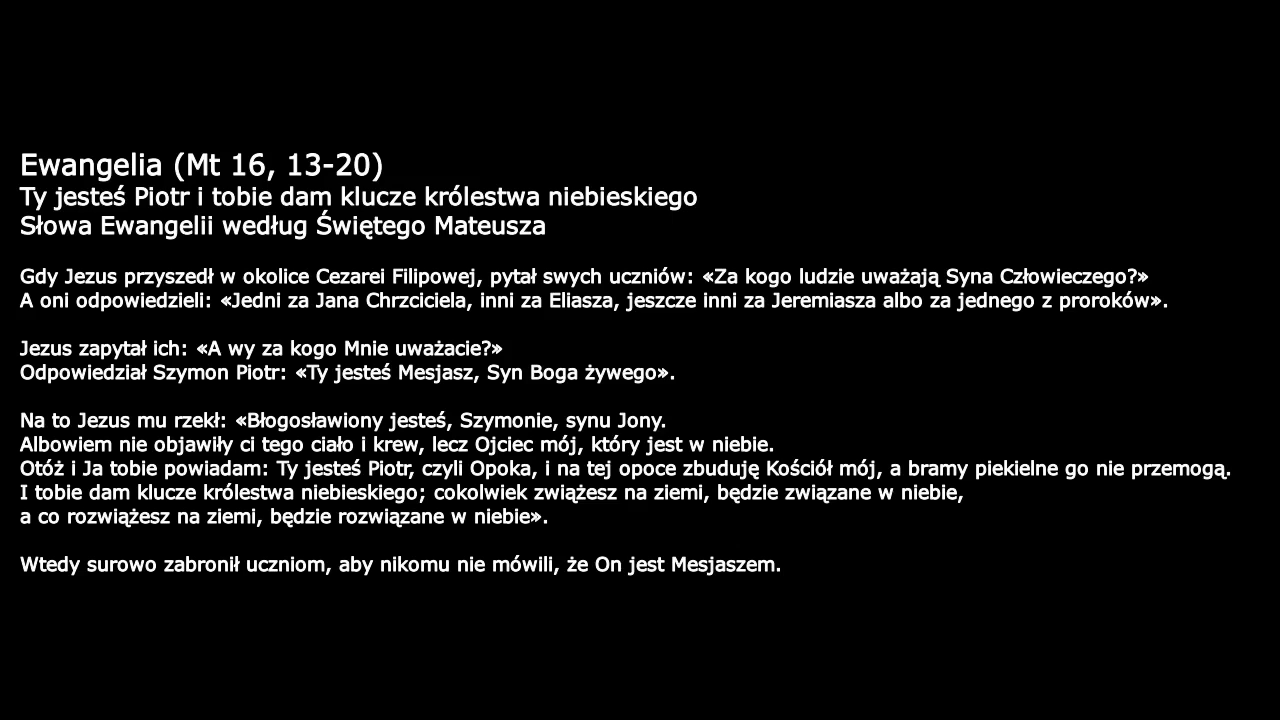 Ewangelia (Mt 16, 13-20)
Ty jesteś Piotr i tobie dam klucze królestwa niebieskiego
Słowa Ewangelii według Świętego Mateusza
Gdy Jezus przyszedł w okolice Cezarei Filipowej, pytał swych uczniów: «Za kogo ludzie uważają Syna Człowieczego?»
A oni odpowiedzieli: «Jedni za Jana Chrzciciela, inni za Eliasza, jeszcze inni za Jeremiasza albo za jednego z proroków».
Jezus zapytał ich: «A wy za kogo Mnie uważacie?»
Odpowiedział Szymon Piotr: «Ty jesteś Mesjasz, Syn Boga żywego».
Na to Jezus mu rzekł: «Błogosławiony jesteś, Szymonie, synu Jony.
Albowiem nie objawiły ci tego ciało i krew, lecz Ojciec mój, który jest w niebie.
Otóż i Ja tobie powiadam: Ty jesteś Piotr, czyli Opoka, i na tej opoce zbuduję Kościół mój, a bramy piekielne go nie przemogą.
I tobie dam klucze królestwa niebieskiego; cokolwiek zwiążesz na ziemi, będzie związane w niebie,
a co rozwiążesz na ziemi, będzie rozwiązane w niebie».
Wtedy surowo zabronił uczniom, aby nikomu nie mówili, że On jest Mesjaszem.